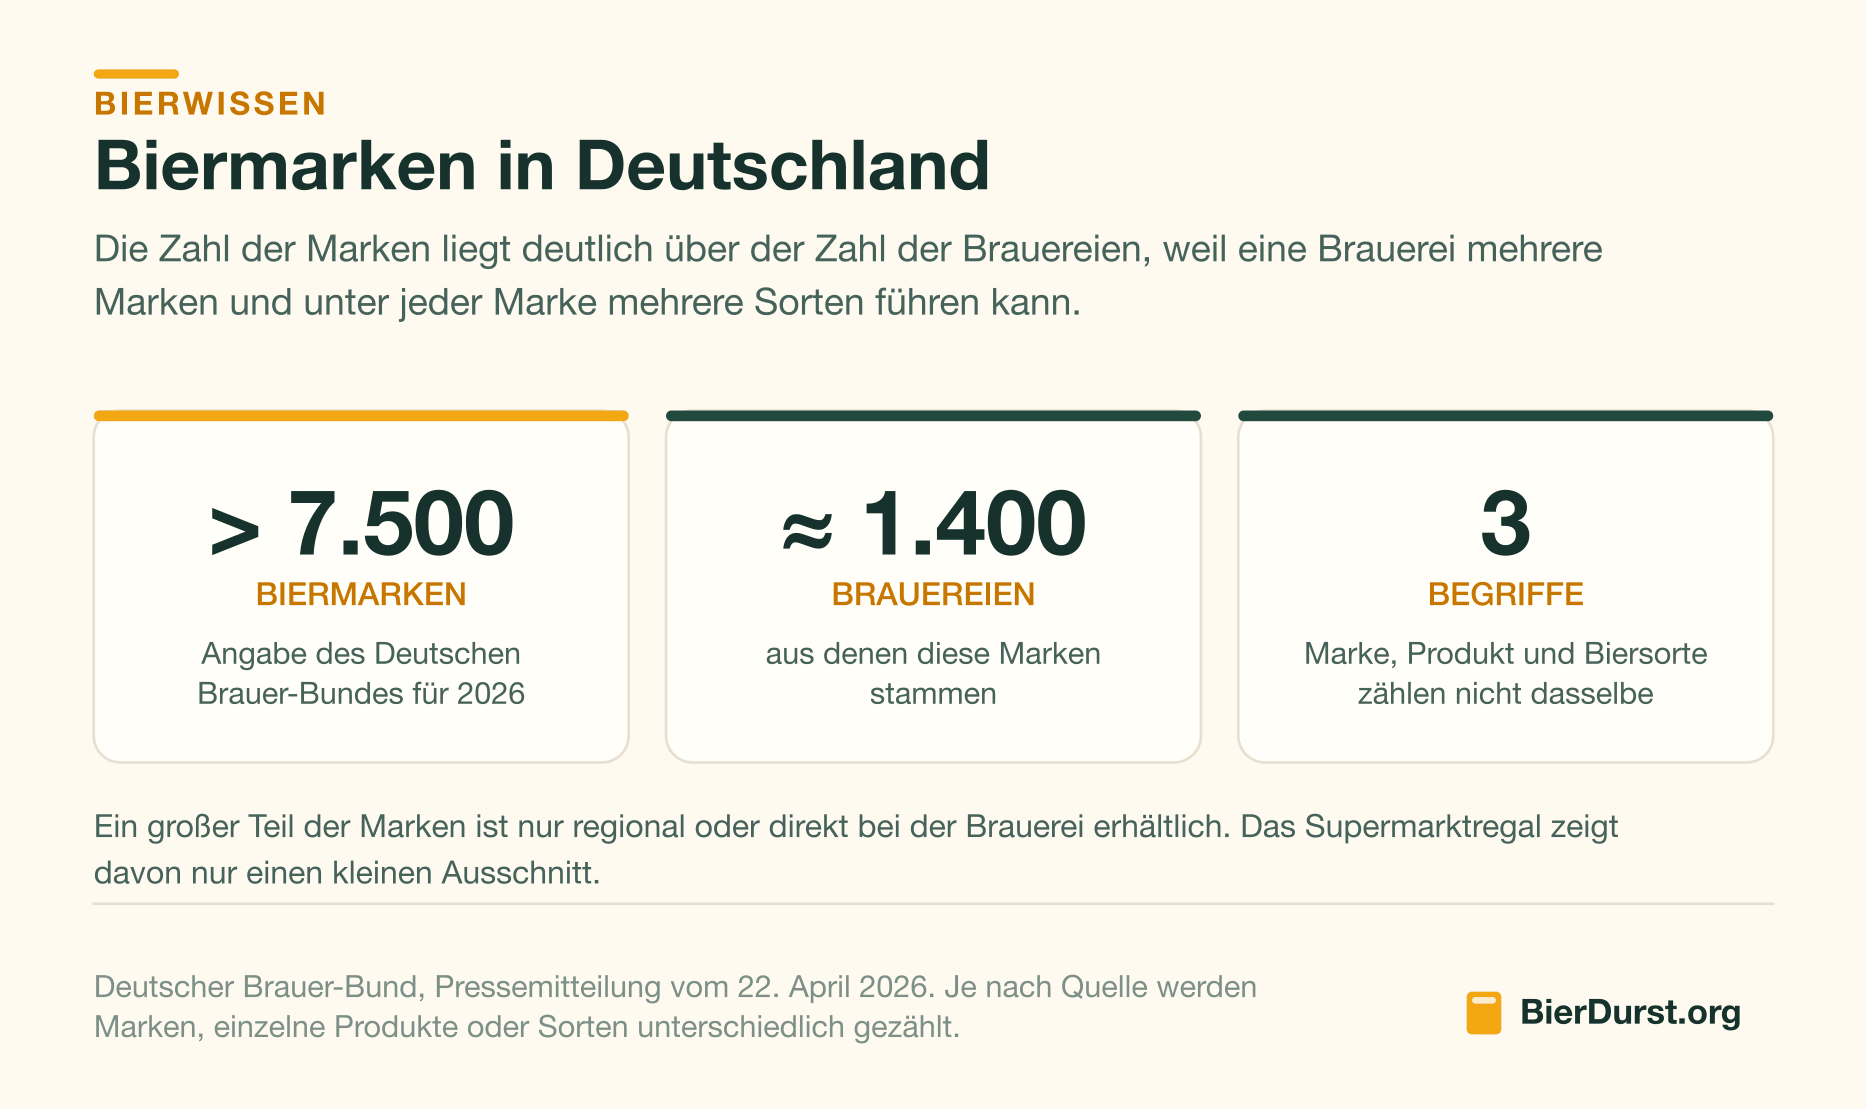 BIERWISSEN
Biermarken in Deutschland
Die Zahl der Marken liegt deutlich über der Zahl der Brauereien, weil eine Brauerei mehrere
Marken und unter jeder Marke mehrere Sorten führen kann.
> 7.500
BIERMARKEN
Angabe des Deutschen
Brauer-Bundes für 2026
≈ 1.400
BRAUEREIEN
aus denen diese Marken
stammen
3
BEGRIFFE
Marke, Produkt und Biersorte
zählen nicht dasselbe
Ein großer Teil der Marken ist nur regional oder direkt bei der Brauerei erhältlich. Das Supermarktregal zeigt
davon nur einen kleinen Ausschnitt.
Deutscher Brauer-Bund, Pressemitteilung vom 22. April 2026. Je nach Quelle werden
Marken, einzelne Produkte oder Sorten unterschiedlich gezählt.
BierDurst.org